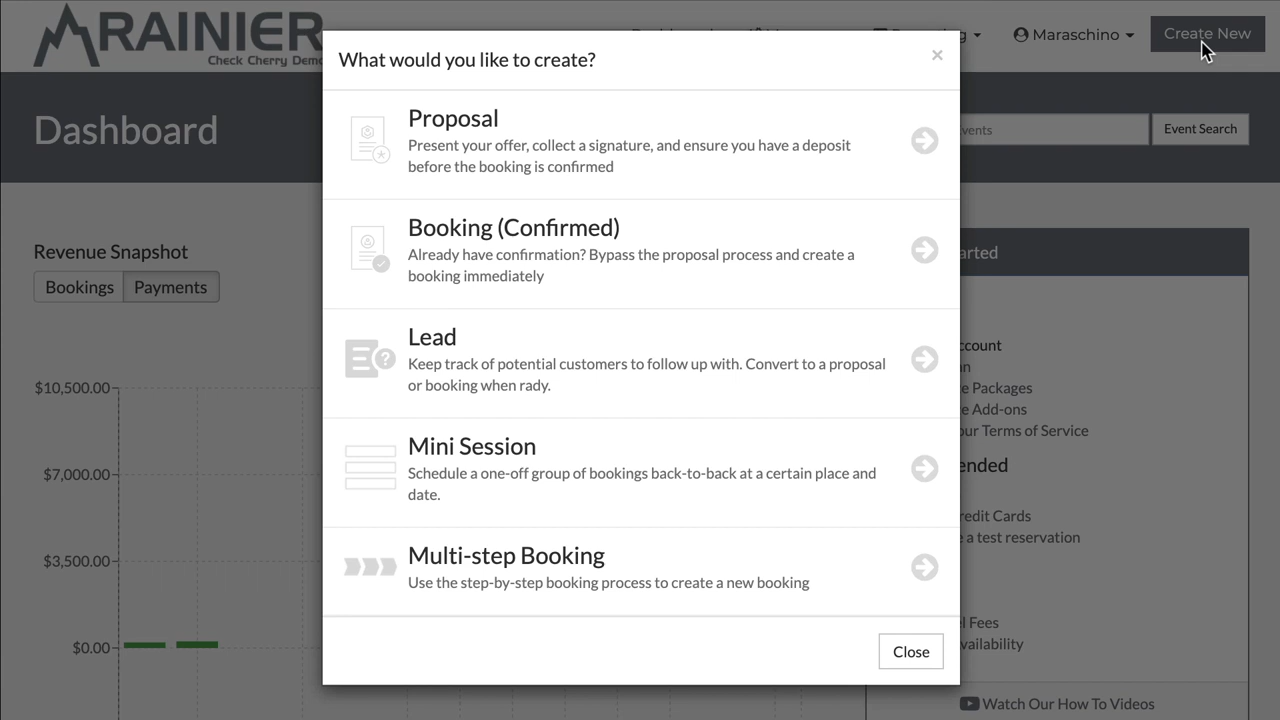 RAINIER
Check Cherry Demo
Maraschino
Create New
What would you like to create?
×
Dashboard
Event Search
Proposal
Present your offer, collect a signature, and ensure you have a deposit
before the booking is confirmed
Booking (Confirmed)
Already have confirmation? Bypass the proposal process and create a
booking immediately
Revenue Snapshot
Bookings
Payments
Lead
Keep track of potential customers to follow up with. Convert to a proposal
or booking when rady.
Mini Session
Schedule a one-off group of bookings back-to-back at a certain place and
date.
Multi-step Booking
Use the step-by-step booking process to create a new booking
Close
$10,500.00
$7,000.00
$3,500.00
$0.00
arted
ccount
e Packages
e Add-ons
our Terms of Service
ended
redit Cards
e a test reservation
l Fees
vailability
Watch Our How To Videos